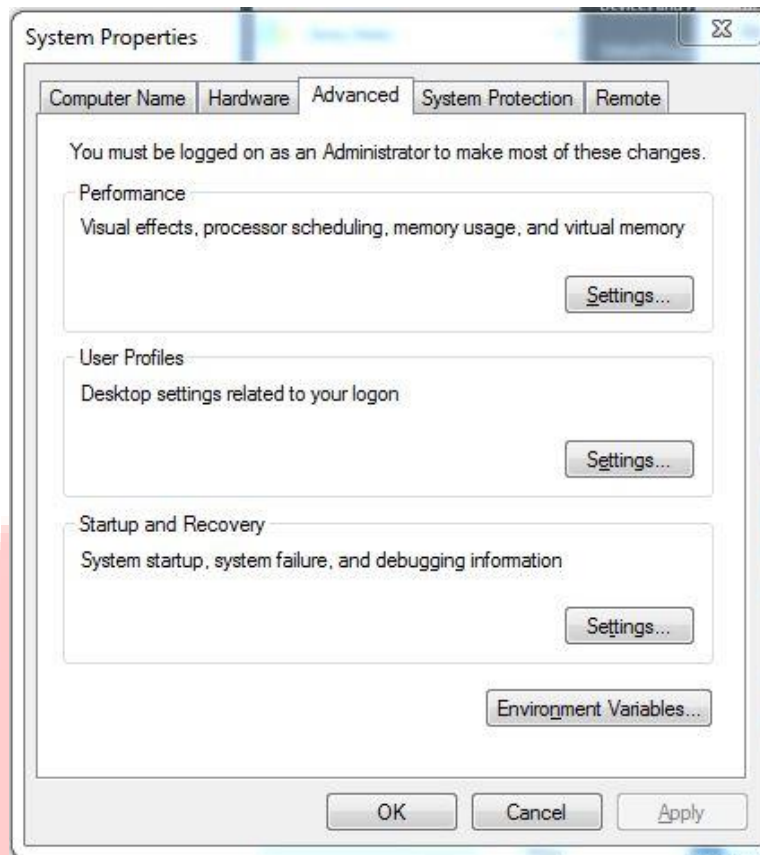 System Properties
Computer Name
Hardware
Advanced
System Protection
Remote
You must be logged on as an Administrator to make most of these changes.
Performance
Visual effects, processor scheduling, memory usage, and virtual memory
Settings...
User Profiles
Desktop settings related to your logon
Settings...
Startup and Recovery
System startup, system failure, and debugging information
Settings...
Environment Variables...
OK
Cancel
Apply